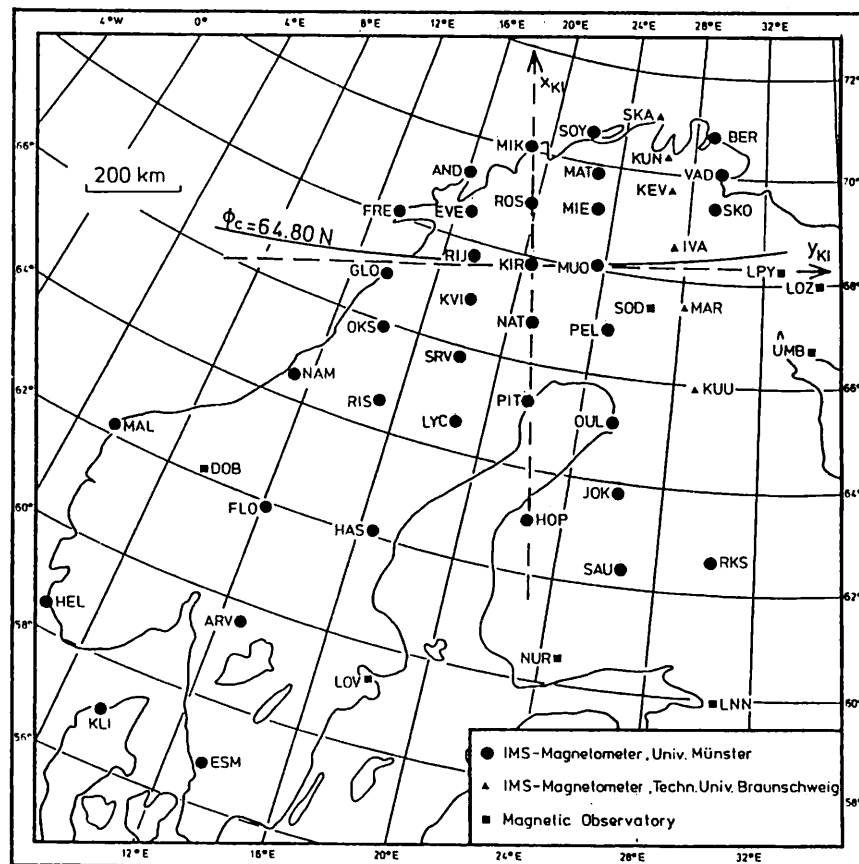 4°W 0° 4°E 8°E 12°E 16°E 20°E 24°E 28°E 32°E
72°N
x_KI
SKA
SOY
BER
MIK
66°N
KUN
AND
MAT
VAD
70°N
200 km
KEV
ROS
FRE
EVE
MIE
SKO
ϕc=64.80 N
IVA
y_KI
RIJ
64°N
GLO
KIR
MUO
LPY
LOZ
68°N
KVI
SOD
MAR
OKS
NAT
PEL
UMB
SRV
NAM
62°N
KUU
66°N
RIS
PIT
MAL
LYC
OUL
DOB
64°N
60°N
FLO
JOK
HAS
HOP
RKS
SAU
HEL
62°N
58°N
ARV
NUR
LOV
LNN
60°N
KLI
56°N
ESM
● IMS-Magnetometer, Univ. Münster
▲ IMS-Magnetometer, Techn. Univ. Braunschweig
■ Magnetic Observatory
58°N
12°E 16°E 20°E 24°E 28°E